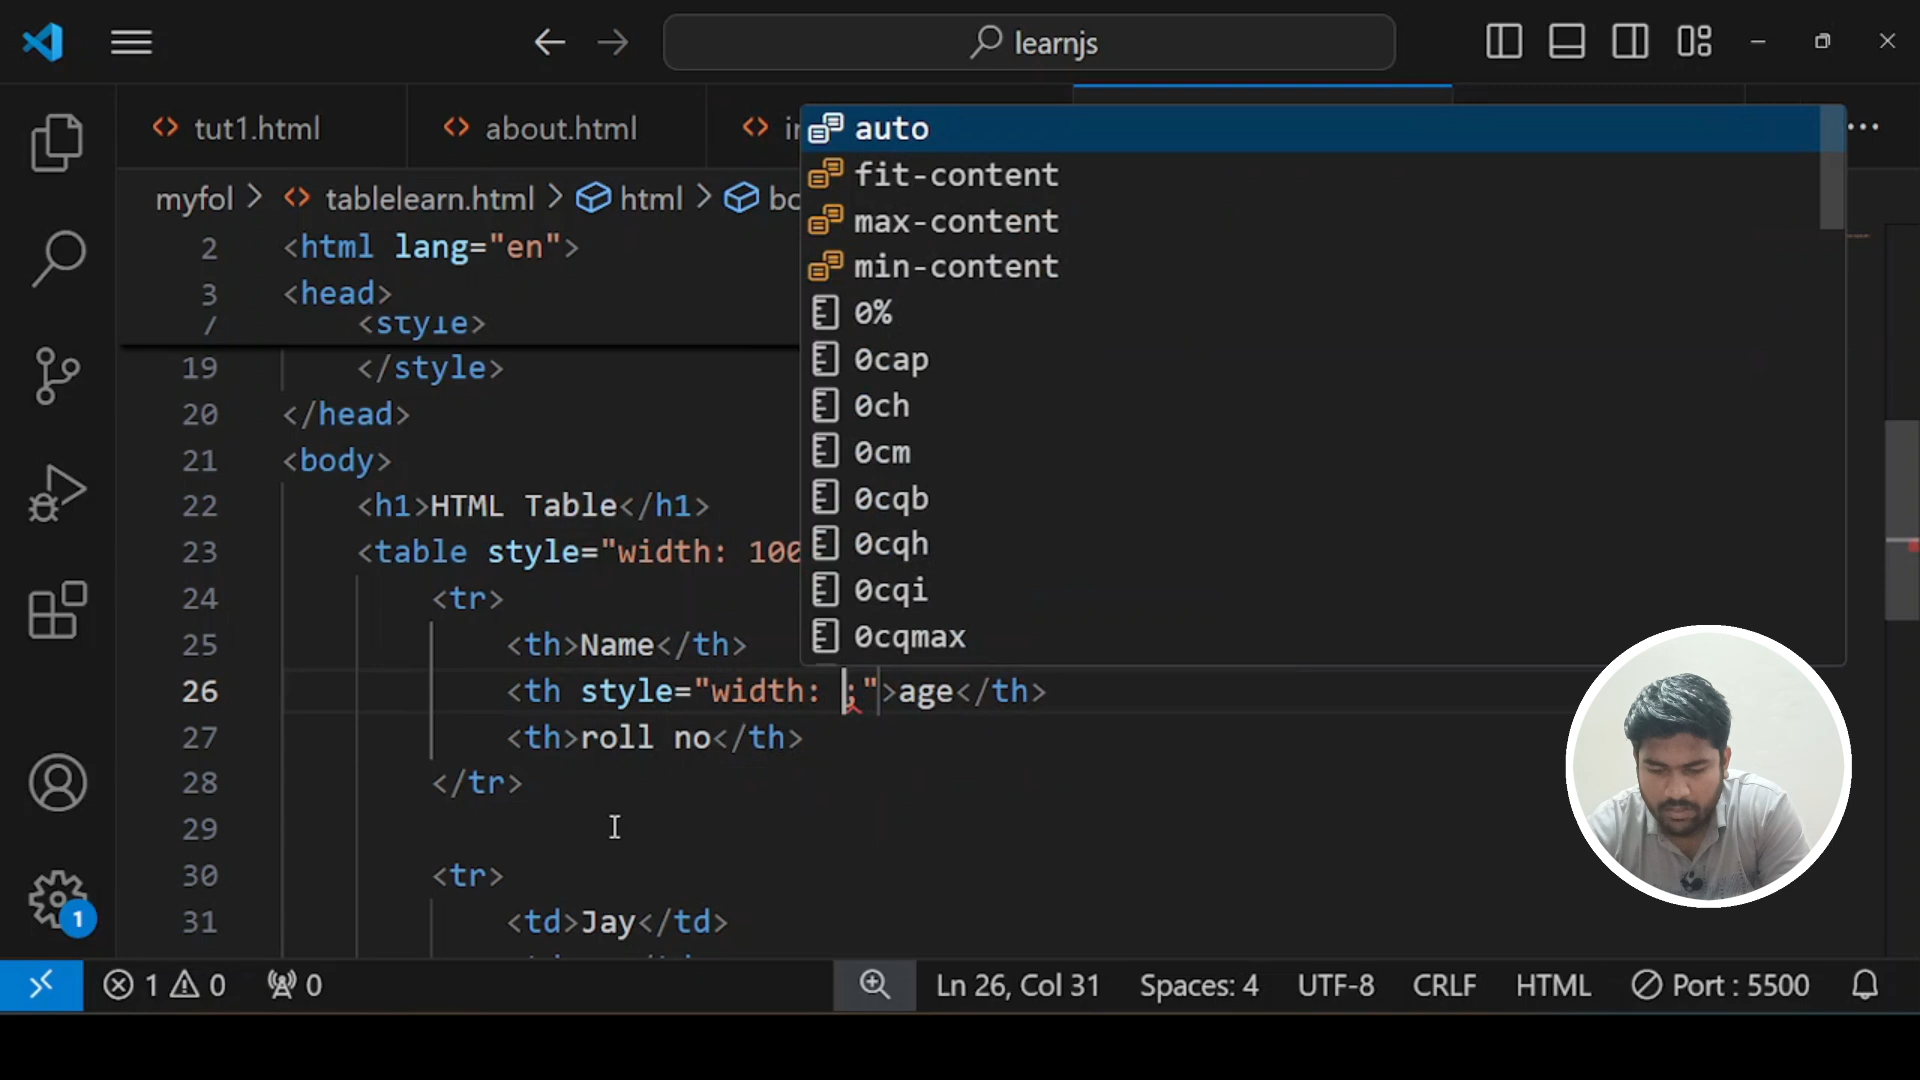 learnjs
tut1.html
about.html
myfol > tablelearn.html > html >
auto
fit-content
max-content
min-content
0%
0cap
0ch
0cm
0cqb
0cqh
0cqi
0cqmax
2 <html lang="en">
3 <head>
7 <style>
19 </style>
20 </head>
21 <body>
22 <h1>HTML Table</h1>
23 <table style="width: 100
24 <tr>
25 <th>Name</th>
26 <th style="width: ;">age</th>
27 <th>roll no</th>
28 </tr>
29
30 <tr>
31 <td>Jay</td>
1
1 0 0 Ln 26, Col 31 Spaces: 4 UTF-8 CRLF HTML Port : 5500